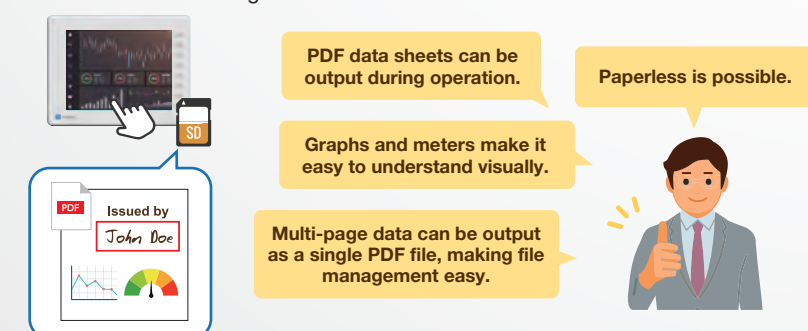 PDF data sheets can be
output during operation.
Paperless is possible.
Graphs and meters make it
easy to understand visually.
Multi-page data can be output
as a single PDF file, making file
management easy.
SD
PDF
Issued by
John Doe